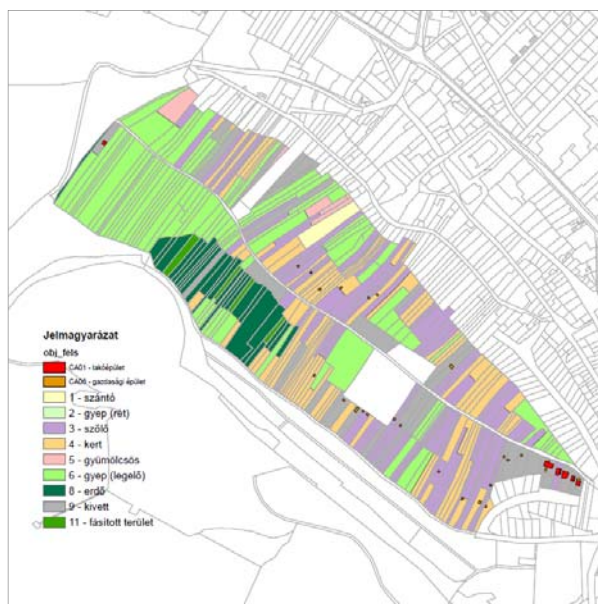 Jelmagyarázat
obj_fels
CA01 - lakóépület
CA06 - gazdasági épület
1 - szántó
2 - gyep (rét)
3 - szőlő
4 - kert
5 - gyümölcsös
6 - gyep (legelő)
8 - erdő
9 - kivett
11 - fásított terület